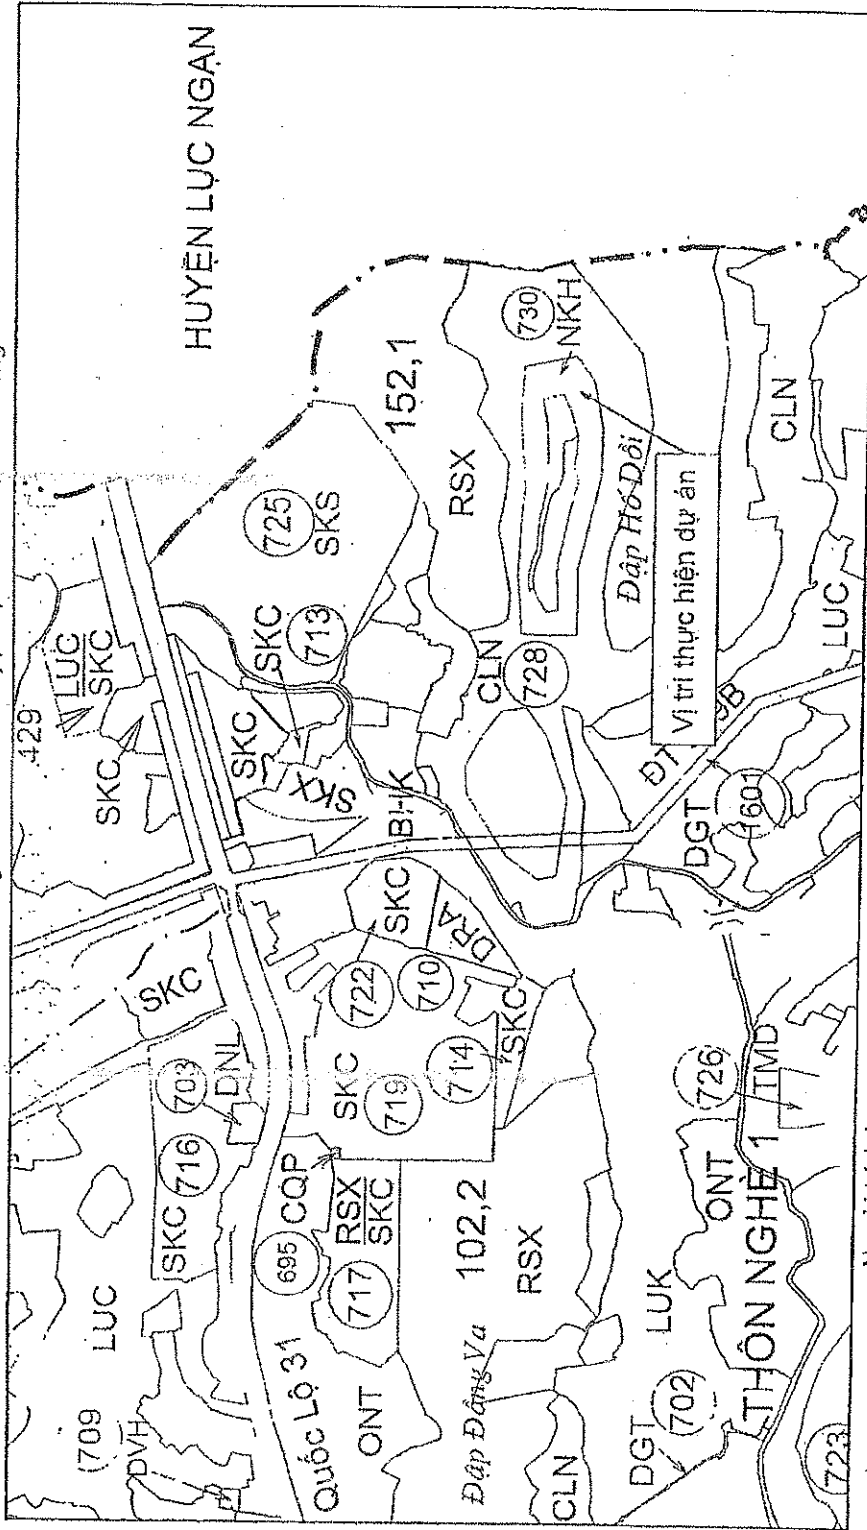 HUYỆN LỤC NGẠN
429
LUC
SKC
SKC
SKC
725
SKS
713
SKC
SKX
BHK
152,1
RSX
730
NKH
CLN
728
Đập Hố Dồi
Vị trí thực hiện dự án
CLN
LUC
9B
DGT
1601
SKC
703
DNL
SKC
716
LUC
(709
DVH
722
SKC
710
DRA
SKC
719
714
SKC
695
CQP
RSX
SKC
717
Quốc Lộ 31
ONT
102,2
RSX
Đập Đồng Va
CLN
LUK
DGT
702
ONT
726
TMD
THÔN NGHÈ 1
723